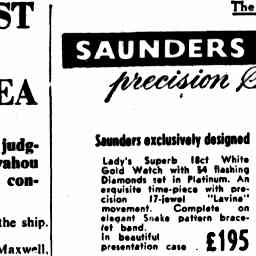 ST
EA
judg-
yahou
con-
the ship.
Maxwell,
The
SAUNDERS
precision
Saunders exclusively designed
Lady's Superb 18ct White
Gold Watch with 54 flashing
Diamonds set in Platinum. An
exquisite time-piece with pre-
cision 17-jewel "Lavina"
movement. Complete on
elegant Snake pattern brace-
let band.
In beautiful
presentation case . £195